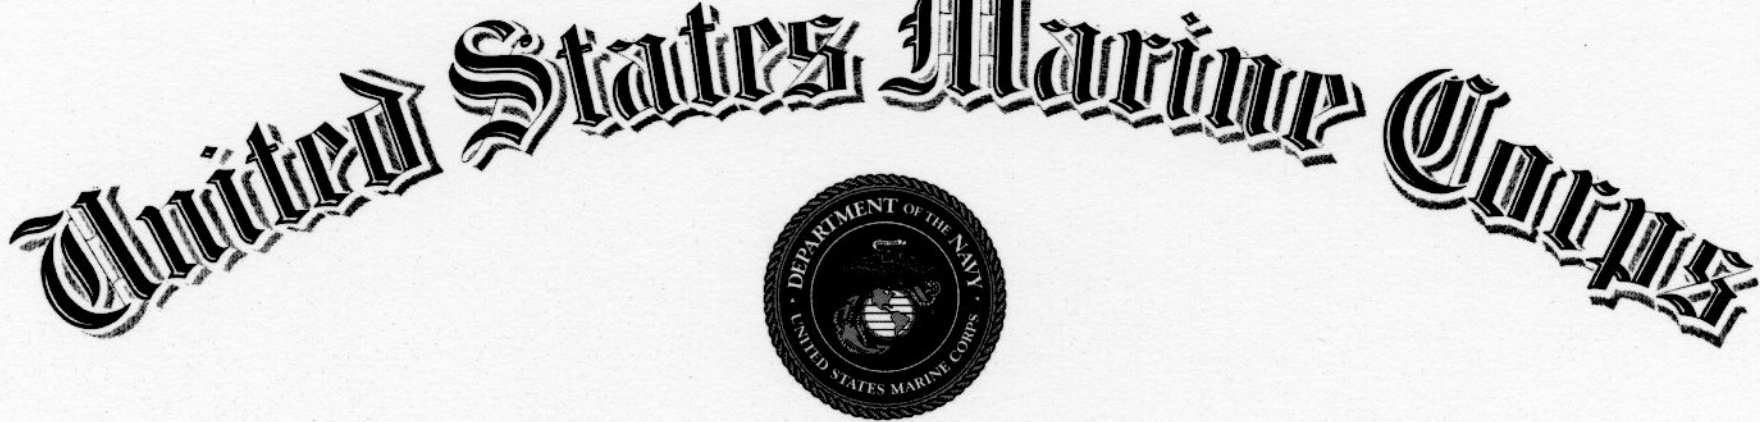 United States Marine Corps
DEPARTMENT OF THE NAVY
UNITED STATES MARINE CORPS